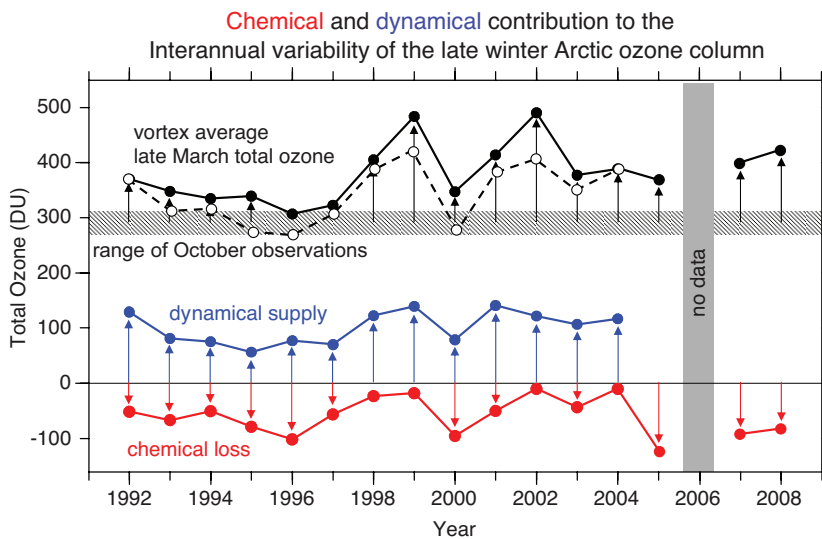 Chemical and dynamical contribution to the
Interannual variability of the late winter Arctic ozone column
500
400
300
200
100
0
-100
Total Ozone (DU)
vortex average
late March total ozone
range of October observations
dynamical supply
chemical loss
no data
1992 1994 1996 1998 2000 2002 2004 2006 2008
Year